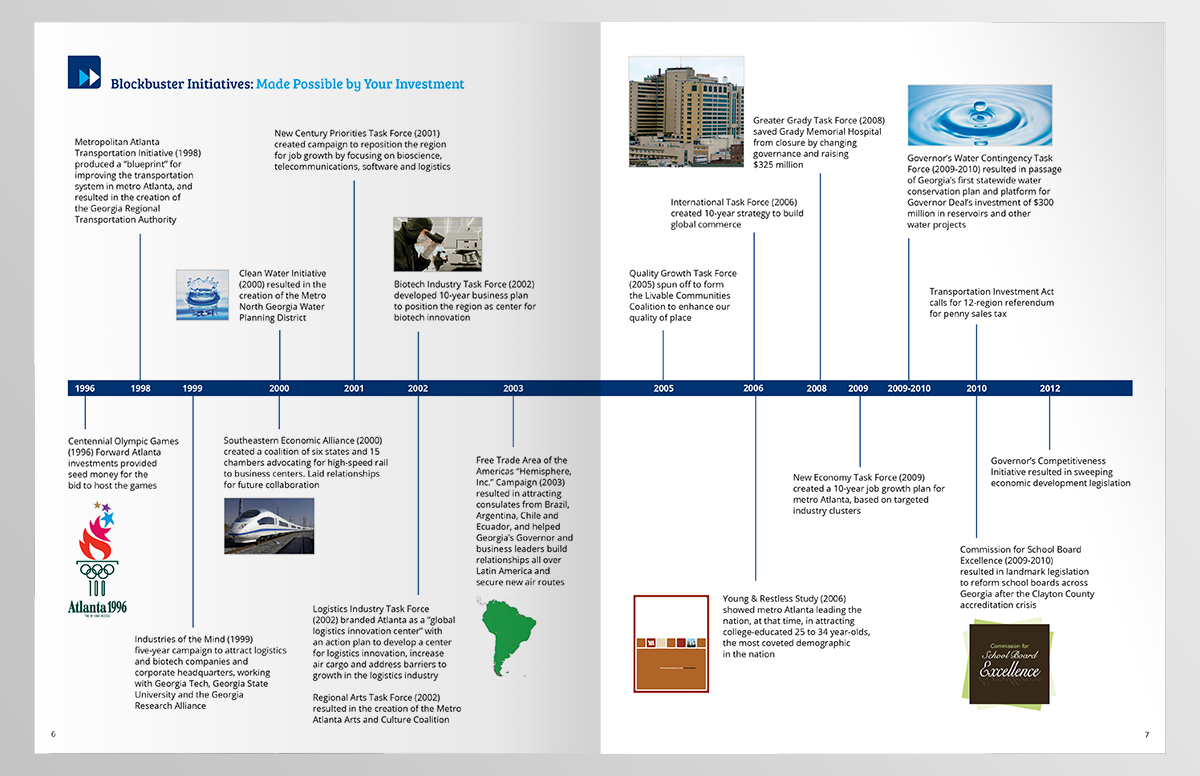 Blockbuster Initiatives: Made Possible by Your Investment
Metropolitan Atlanta
Transportation Initiative (1998)
produced a “blueprint” for
improving the transportation
system in metro Atlanta, and
resulted in the creation of
the Georgia Regional
Transportation Authority
New Century Priorities Task Force (2001)
created campaign to reposition the region
for job growth by focusing on bioscience,
telecommunications, software and logistics
Clean Water Initiative
(2000) resulted in the
creation of the Metro
North Georgia Water
Planning District
Biotech Industry Task Force (2002)
developed 10-year business plan
to position the region as center for
biotech innovation
Greater Grady Task Force (2008)
saved Grady Memorial Hospital
from closure by changing
governance and raising
$325 million
International Task Force (2006)
created 10-year strategy to build
global commerce
Quality Growth Task Force
(2005) spun off to form
the Livable Communities
Coalition to enhance our
quality of place
Governor’s Water Contingency Task
Force (2009-2010) resulted in passage
of Georgia’s first statewide water
conservation plan and platform for
Governor Deal’s investment of $300
million in reservoirs and other
water projects
Transportation Investment Act
calls for 12-region referendum
for penny sales tax
1996 1998 1999 2000 2001 2002 2003 2005 2006 2008 2009 2009-2010 2010 2012
Centennial Olympic Games
(1996) Forward Atlanta
investments provided
seed money for the
bid to host the games
Atlanta 1996
Industries of the Mind (1999)
five-year campaign to attract logistics
and biotech companies and
corporate headquarters, working
with Georgia Tech, Georgia State
University and the Georgia
Research Alliance
Southeastern Economic Alliance (2000)
created a coalition of six states and 15
chambers advocating for high-speed rail
to business centers. Laid relationships
for future collaboration
Logistics Industry Task Force
(2002) branded Atlanta as a “global
logistics innovation center” with
an action plan to develop a center
for logistics innovation, increase
air cargo and address barriers to
growth in the logistics industry
Regional Arts Task Force (2002)
resulted in the creation of the Metro
Atlanta Arts and Culture Coalition
Free Trade Area of the
Americas “Hemisphere,
Inc.” Campaign (2003)
resulted in attracting
consulates from Brazil,
Argentina, Chile and
Ecuador, and helped
Georgia’s Governor and
business leaders build
relationships all over
Latin America and
secure new air routes
Young & Restless Study (2006)
showed metro Atlanta leading the
nation, at that time, in attracting
college-educated 25 to 34 year-olds,
the most coveted demographic
in the nation
New Economy Task Force (2009)
created a 10-year job growth plan for
metro Atlanta, based on targeted
industry clusters
Governor’s Competitiveness
Initiative resulted in sweeping
economic development legislation
Commission for School Board
Excellence (2009-2010)
resulted in landmark legislation
to reform school boards across
Georgia after the Clayton County
accreditation crisis
Commission for
School Board
Excellence
6
7